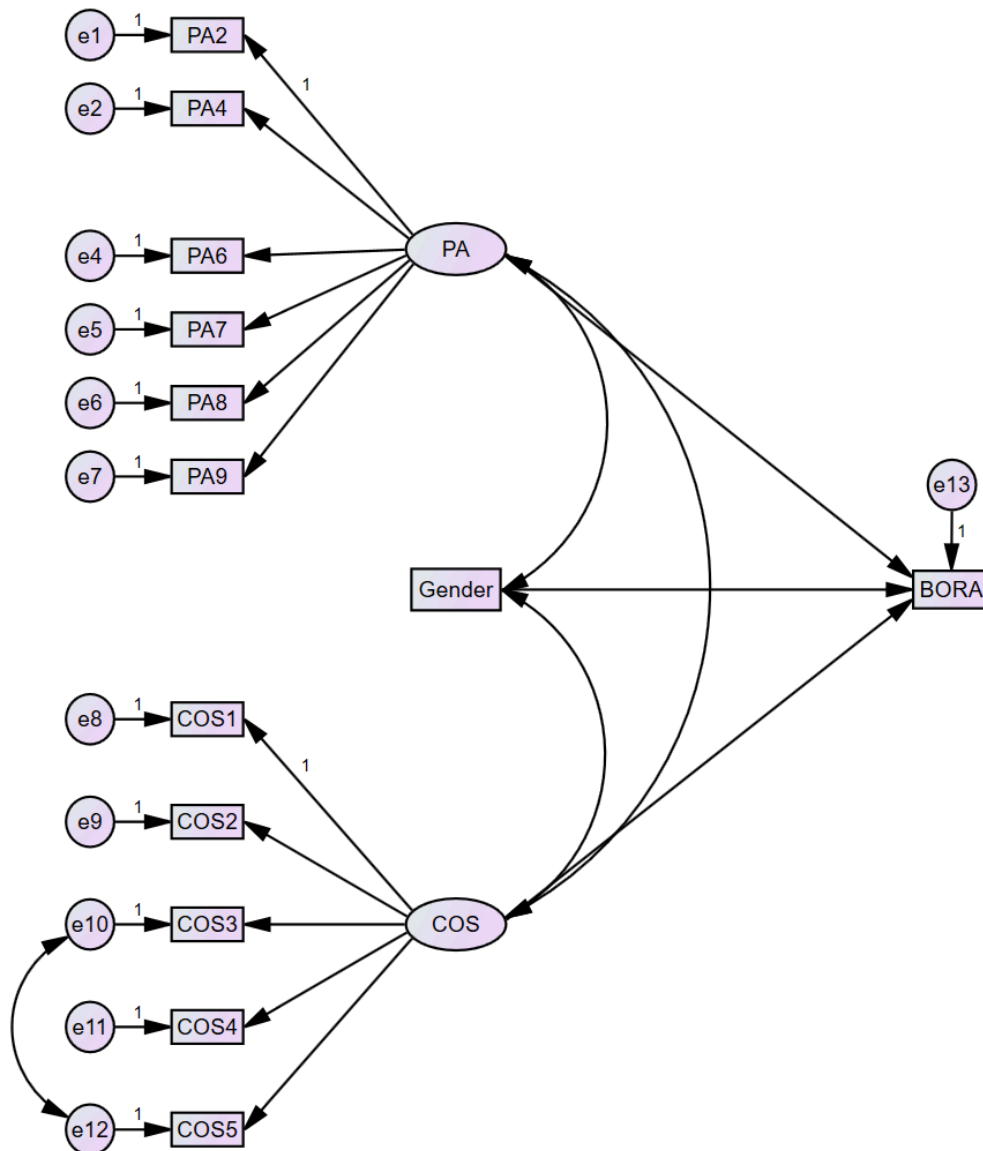 e1 1 PA2
1
e2 1 PA4
e4 1 PA6
PA
e5 1 PA7
e6 1 PA8
e7 1 PA9
e13
1
Gender
BORA
e8 1 COS1
1
e9 1 COS2
e10 1 COS3
COS
e11 1 COS4
e12 1 COS5